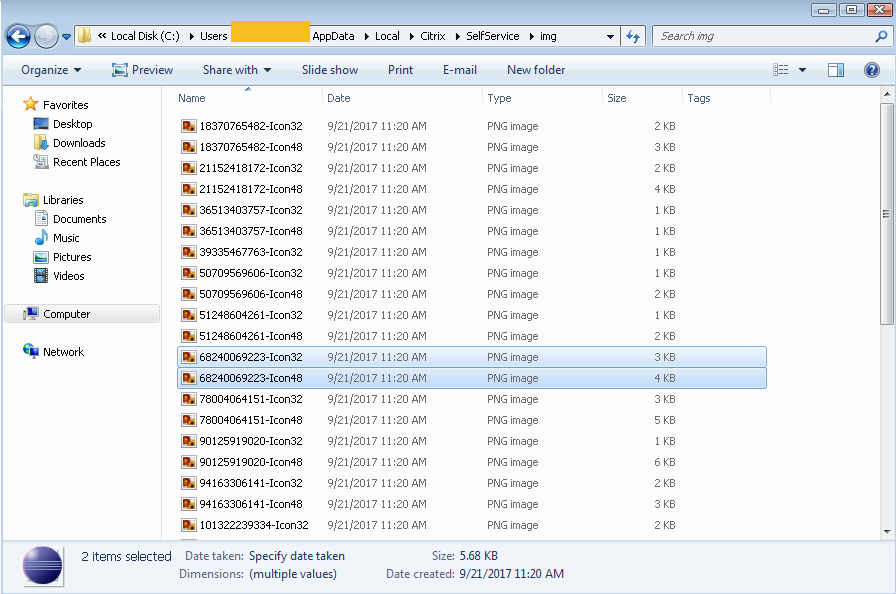 « Local Disk (C:) Users AppData Local Citrix SelfService img Search img
Organize Preview Share with Slide show Print E-mail New folder
Name Date Type Size Tags
Favorites
Desktop
Downloads
Recent Places
Libraries
Documents
Music
Pictures
Videos
Computer
Network
18370765482-Icon32 9/21/2017 11:20 AM PNG image 2 KB
18370765482-Icon48 9/21/2017 11:20 AM PNG image 3 KB
21152418172-Icon32 9/21/2017 11:20 AM PNG image 2 KB
21152418172-Icon48 9/21/2017 11:20 AM PNG image 4 KB
36513403757-Icon32 9/21/2017 11:20 AM PNG image 1 KB
36513403757-Icon48 9/21/2017 11:20 AM PNG image 1 KB
39335467763-Icon32 9/21/2017 11:20 AM PNG image 1 KB
50709569606-Icon32 9/21/2017 11:20 AM PNG image 1 KB
50709569606-Icon48 9/21/2017 11:20 AM PNG image 2 KB
51248604261-Icon32 9/21/2017 11:20 AM PNG image 1 KB
51248604261-Icon48 9/21/2017 11:20 AM PNG image 2 KB
68240069223-Icon32 9/21/2017 11:20 AM PNG image 3 KB
68240069223-Icon48 9/21/2017 11:20 AM PNG image 4 KB
78004064151-Icon32 9/21/2017 11:20 AM PNG image 3 KB
78004064151-Icon48 9/21/2017 11:20 AM PNG image 5 KB
90125919020-Icon32 9/21/2017 11:20 AM PNG image 1 KB
90125919020-Icon48 9/21/2017 11:20 AM PNG image 6 KB
94163306141-Icon32 9/21/2017 11:20 AM PNG image 2 KB
94163306141-Icon48 9/21/2017 11:20 AM PNG image 3 KB
101322239334-Icon32 9/21/2017 11:20 AM PNG image 2 KB
2 items selected Date taken: Specify date taken Size: 5.68 KB
Dimensions: (multiple values) Date created: 9/21/2017 11:20 AM